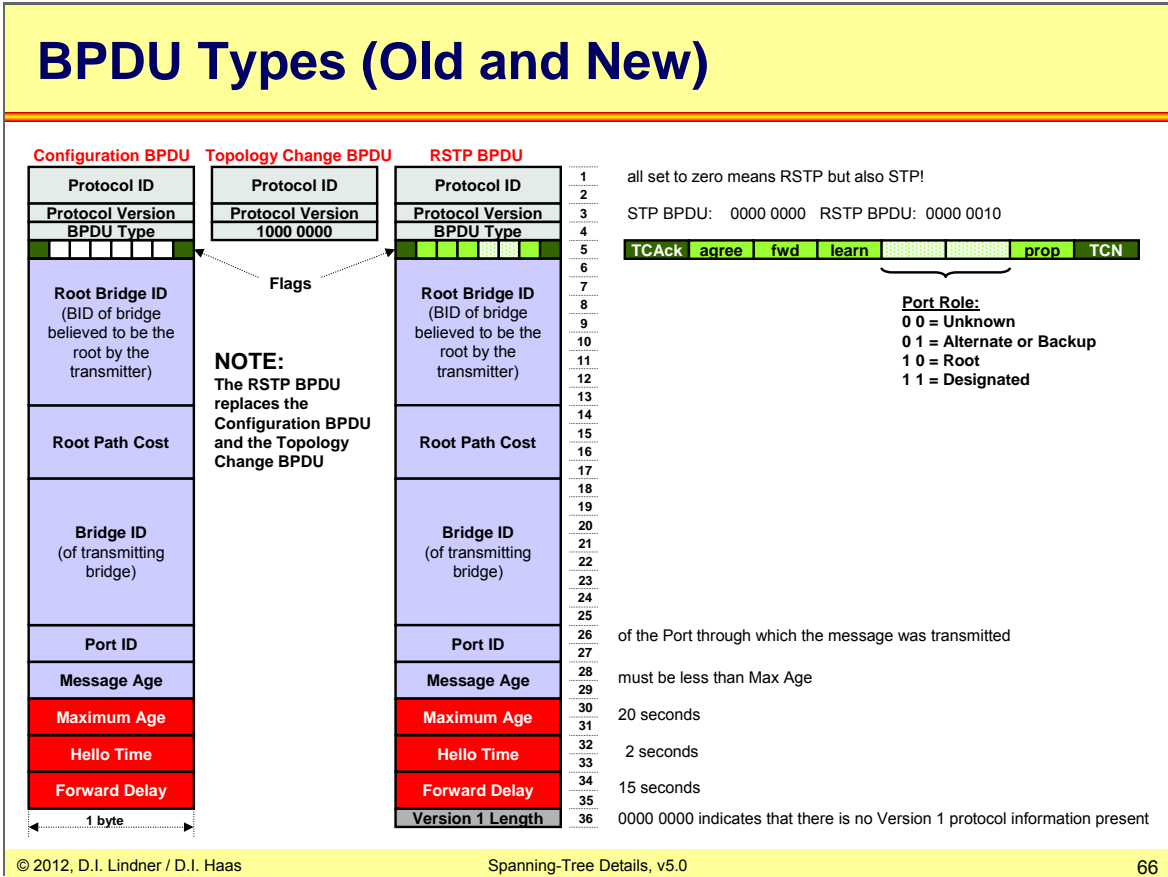 BPDU Types (Old and New)
Configuration BPDU
Protocol ID
Protocol Version
BPDU Type
Root Bridge ID
(BID of bridge
believed to be the
root by the
transmitter)
Root Path Cost
Bridge ID
(of transmitting
bridge)
Port ID
Message Age
Maximum Age
Hello Time
Forward Delay
1 byte
Topology Change BPDU
Protocol ID
Protocol Version
1000 0000
Flags
NOTE:
The RSTP BPDU
replaces the
Configuration BPDU
and the Topology
Change BPDU
RSTP BPDU
Protocol ID
Protocol Version
BPDU Type
Root Bridge ID
(BID of bridge
believed to be the
root by the
transmitter)
Root Path Cost
Bridge ID
(of transmitting
bridge)
Port ID
Message Age
Maximum Age
Hello Time
Forward Delay
Version 1 Length
1
2
3
4
5
6
7
8
9
10
11
12
13
14
15
16
17
18
19
20
21
22
23
24
25
26
27
28
29
30
31
32
33
34
35
36
all set to zero means RSTP but also STP!
STP BPDU: 0000 0000 RSTP BPDU: 0000 0010
TCAck agree fwd learn prop TCN
Port Role:
0 0 = Unknown
0 1 = Alternate or Backup
1 0 = Root
1 1 = Designated
of the Port through which the message was transmitted
must be less than Max Age
20 seconds
2 seconds
15 seconds
0000 0000 indicates that there is no Version 1 protocol information present
© 2012, D.I. Lindner / D.I. Haas
Spanning-Tree Details, v5.0
66